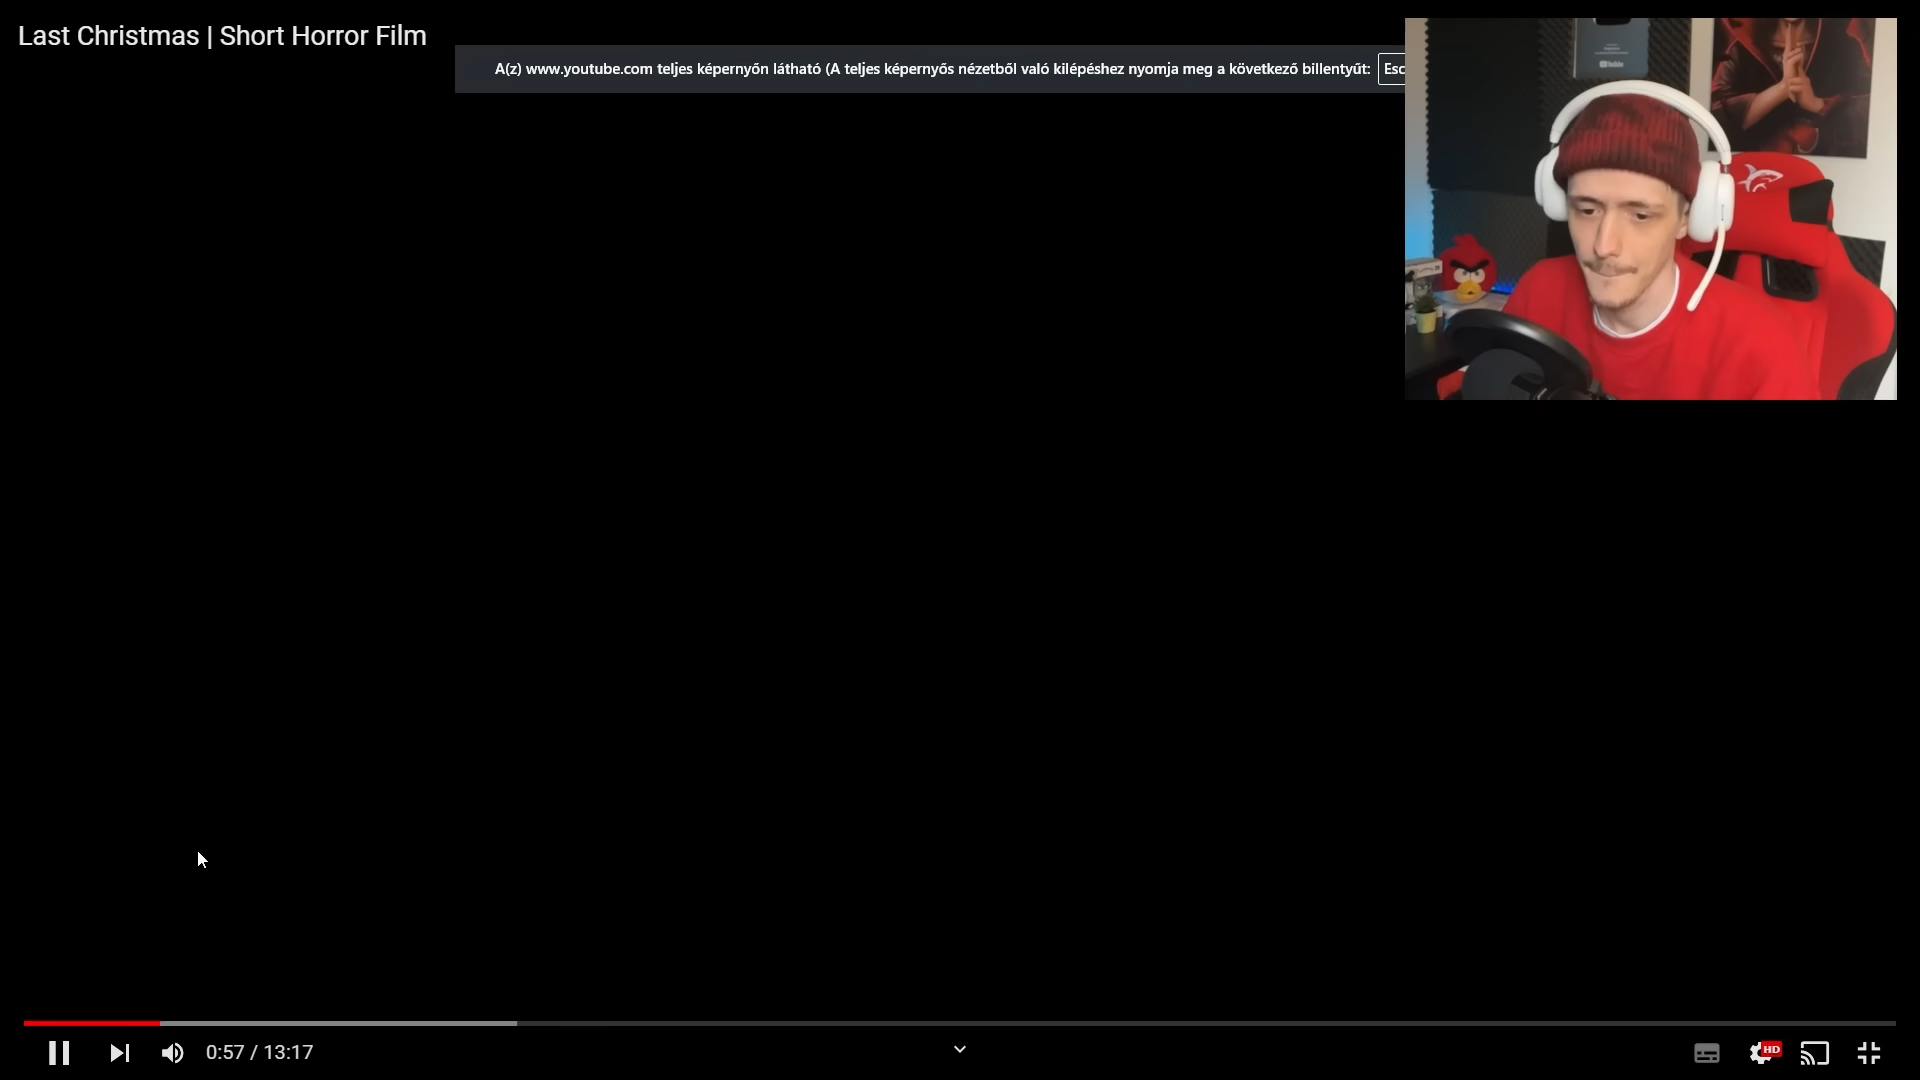 Last Christmas | Short Horror Film
A(z) www.youtube.com teljes képernyőn látható (A teljes képernyős nézetből való kilépéshez nyomja meg a következő billentyűt: Esc
YouTube
0:57 / 13:17
HD